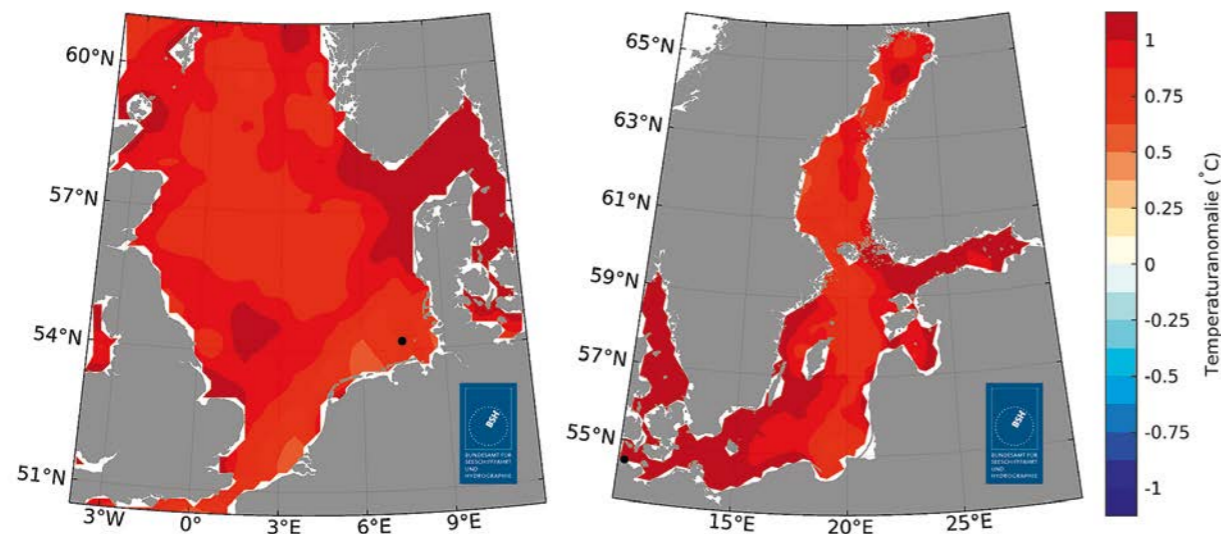 60°N
57°N
54°N
51°N
3°W
0°E
3°E
6°E
9°E
BSH
BUNDESAMT FÜR
SEESCHIFFFAHRT
UND
HYDROGRAPHIE
65°N
63°N
61°N
59°N
57°N
55°N
15°E
20°E
25°E
BSH
BUNDESAMT FÜR
SEESCHIFFFAHRT
UND
HYDROGRAPHIE
1
0.75
0.5
0.25
0
-0.25
-0.5
-0.75
-1
Temperaturanomalie (°C)